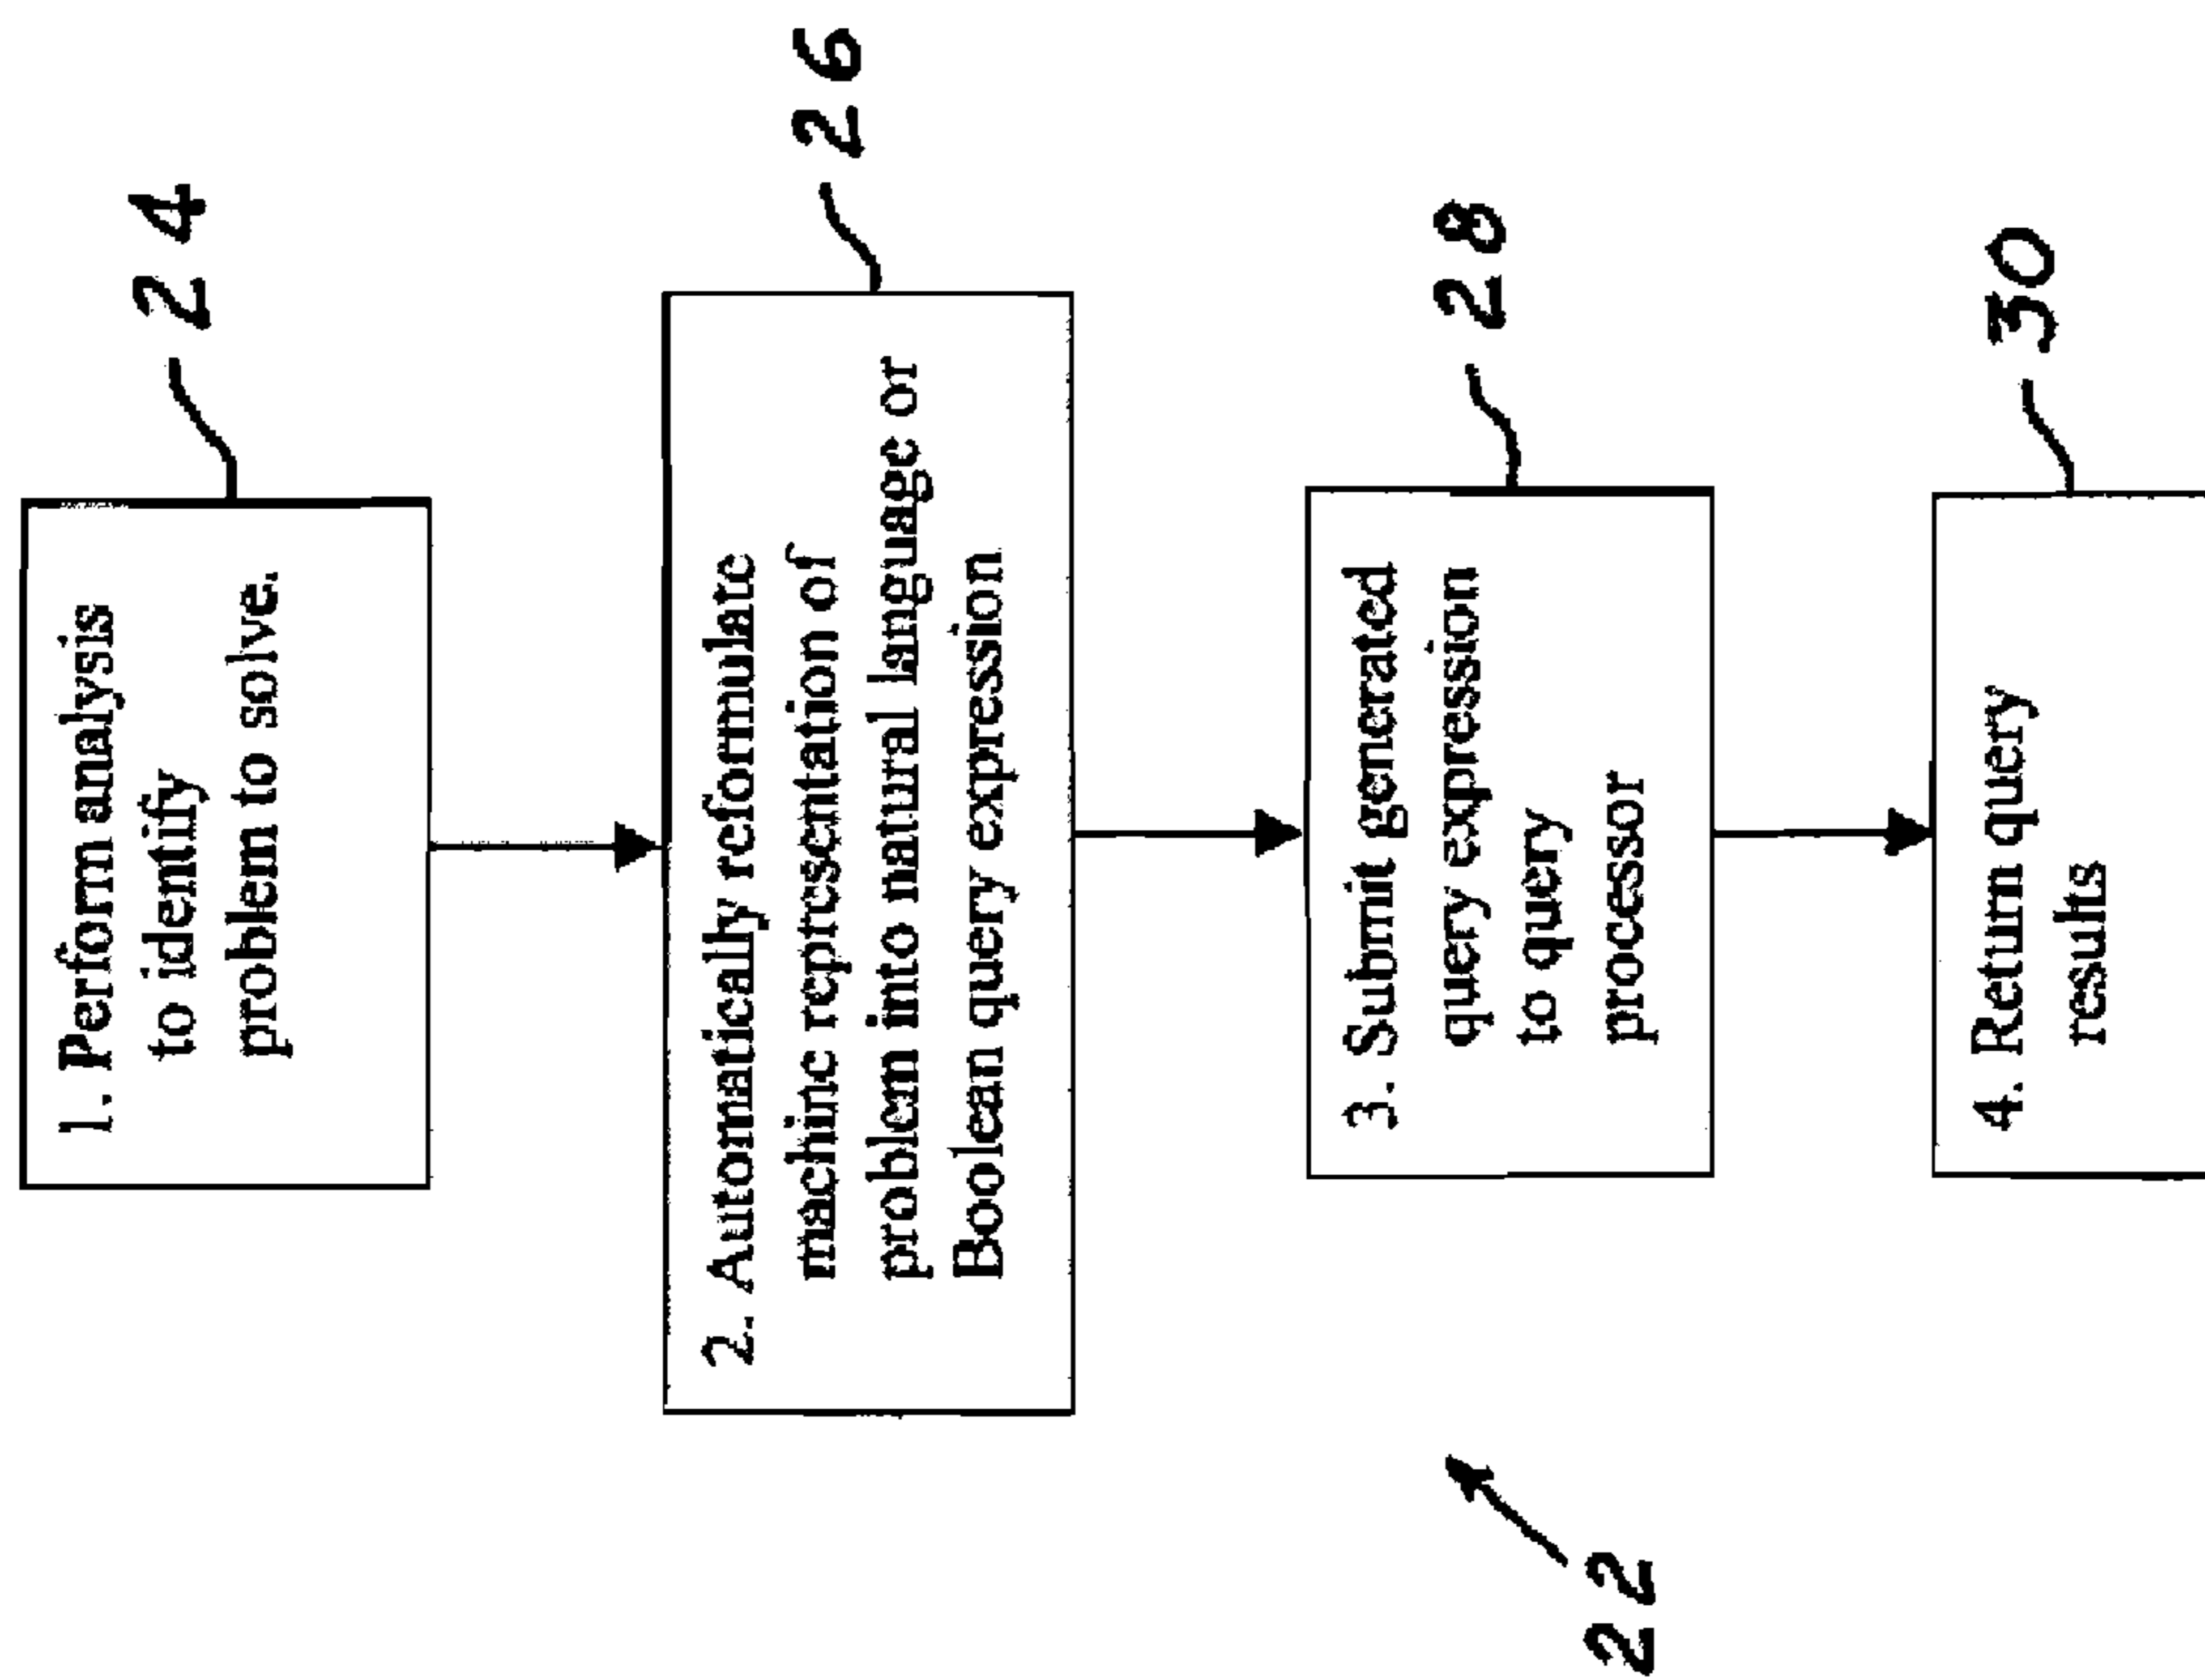 1. Perform analysis
to identify
problem to solve.
24
2. Automatically reformulate
machine representation of
problem into natural language or
Boolean query expression
26
3. Submit generated
query expression
to query
processor
28
4. Return query
results
30
22